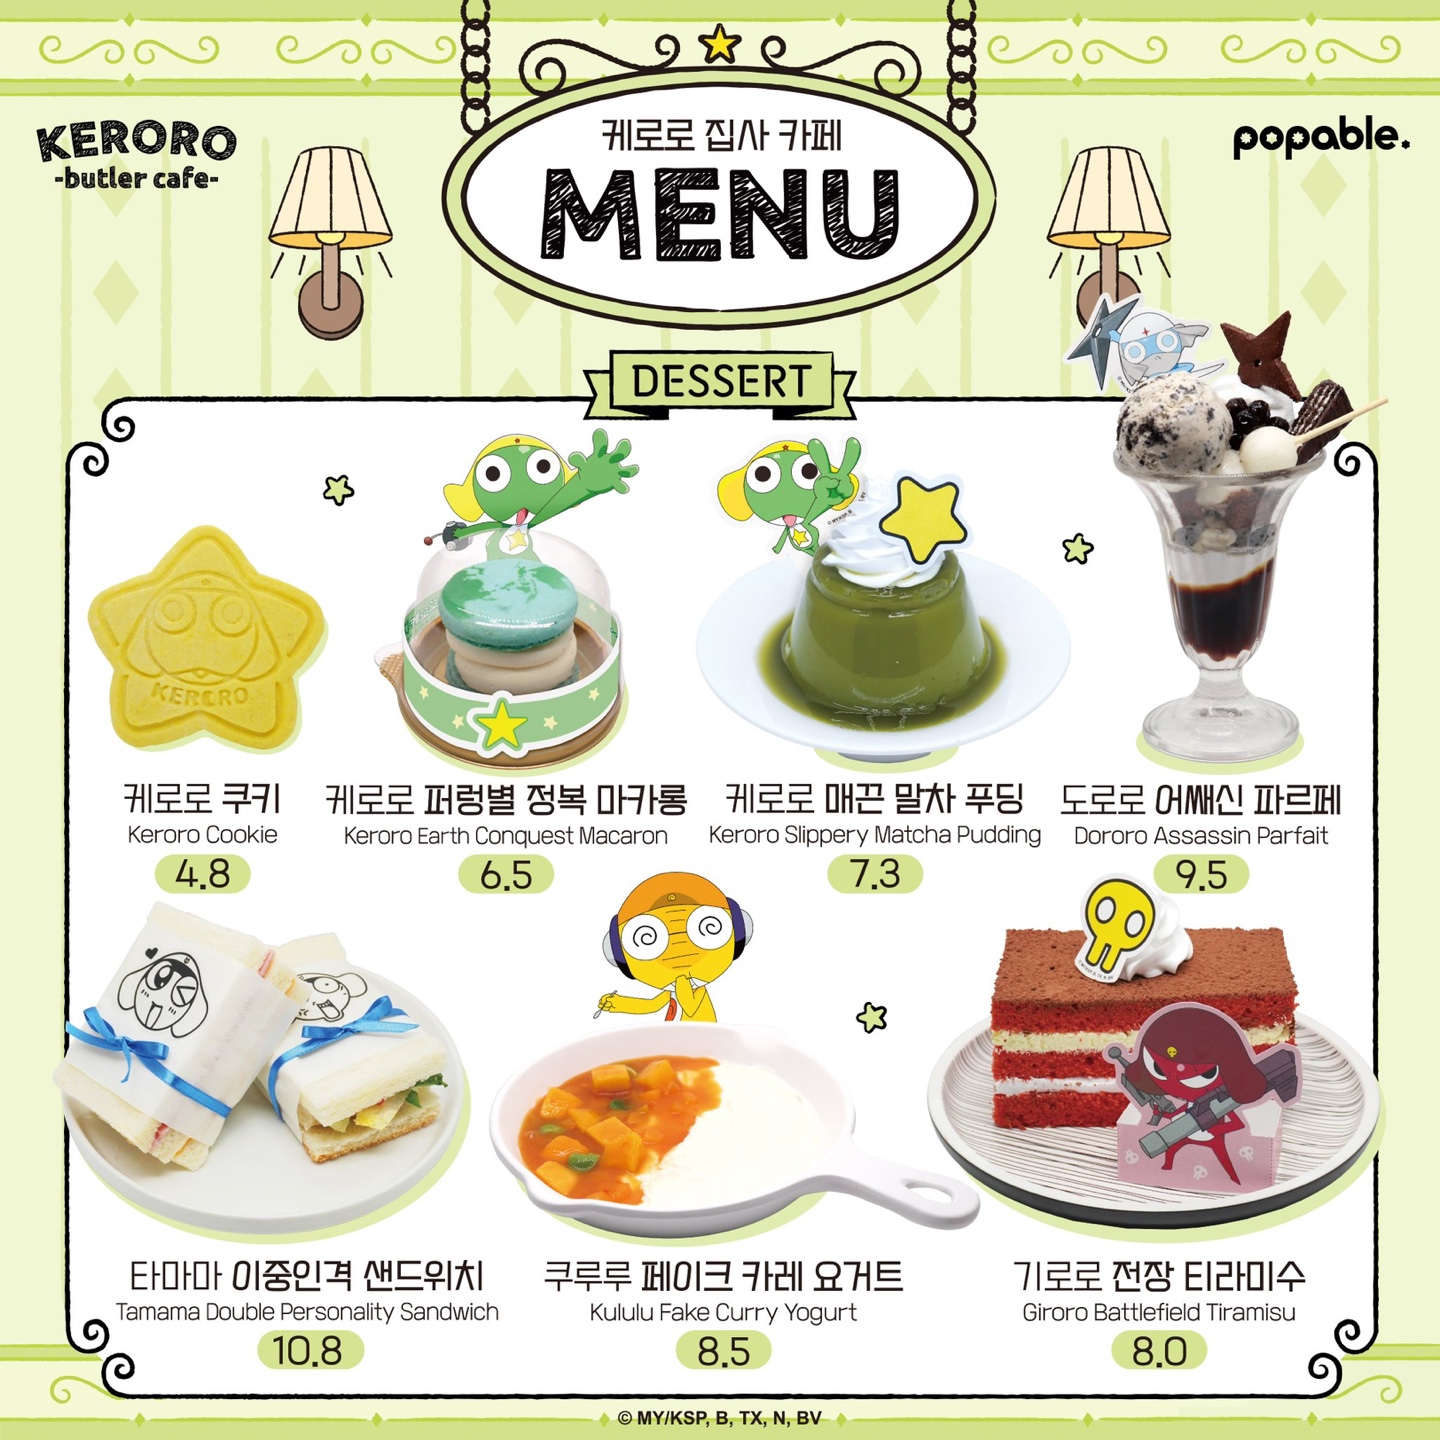 케로로 집사 카페
MENU
KERORO
-butler cafe-
popable.
DESSERT
KERORO
케로로 쿠키
Keroro Cookie
4.8
케로로 퍼렁별 정복 마카롱
Keroro Earth Conquest Macaron
6.5
케로로 매끈 말차 푸딩
Keroro Slippery Matcha Pudding
7.3
도로로 어쌔신 파르페
Dororo Assassin Parfait
9.5
타마마 이중인격 샌드위치
Tamama Double Personality Sandwich
10.8
쿠루루 페이크 카레 요거트
Kululu Fake Curry Yogurt
8.5
기로로 전장 티라미수
Giroro Battlefield Tiramisu
8.0
© MY/KSP, B, TX, N, BV